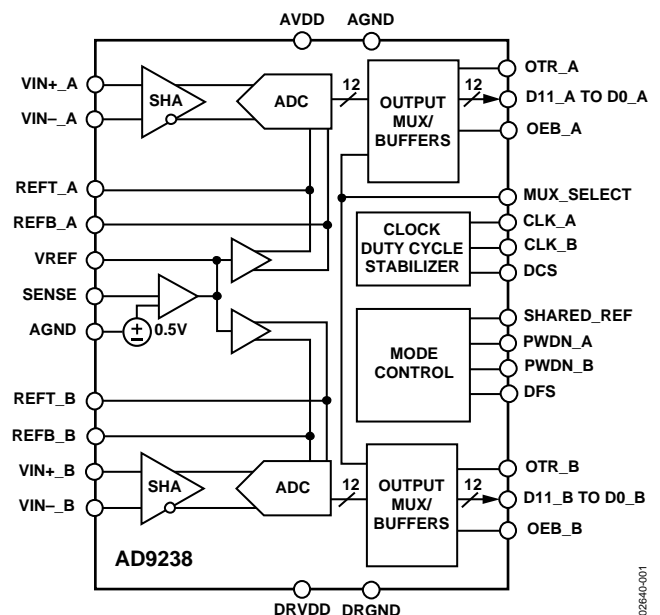 AVDD AGND
VIN+_A
VIN–_A
REFT_A
REFB_A
VREF
SENSE
AGND
REFT_B
REFB_B
VIN+_B
VIN–_B
SHA
ADC
12
OUTPUT
MUX/
BUFFERS
12
OTR_A
D11_A TO D0_A
OEB_A
MUX_SELECT
CLOCK
DUTY CYCLE
STABILIZER
CLK_A
CLK_B
DCS
0.5V
MODE
CONTROL
SHARED_REF
PWDN_A
PWDN_B
DFS
SHA
ADC
12
OUTPUT
MUX/
BUFFERS
12
OTR_B
D11_B TO D0_B
OEB_B
AD9238
DRVDD DRGND
02640-001